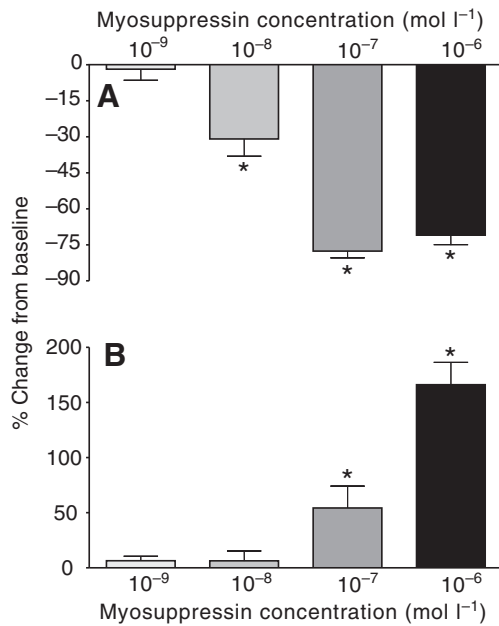 Myosuppressin concentration (mol l⁻¹)
10⁻⁹ 10⁻⁸ 10⁻⁷ 10⁻⁶
0
A
–15
–30
–45
*
–60
–75
* *
–90
% Change from baseline
200
B
*
150
100
*
50
0
10⁻⁹ 10⁻⁸ 10⁻⁷ 10⁻⁶
Myosuppressin concentration (mol l⁻¹)